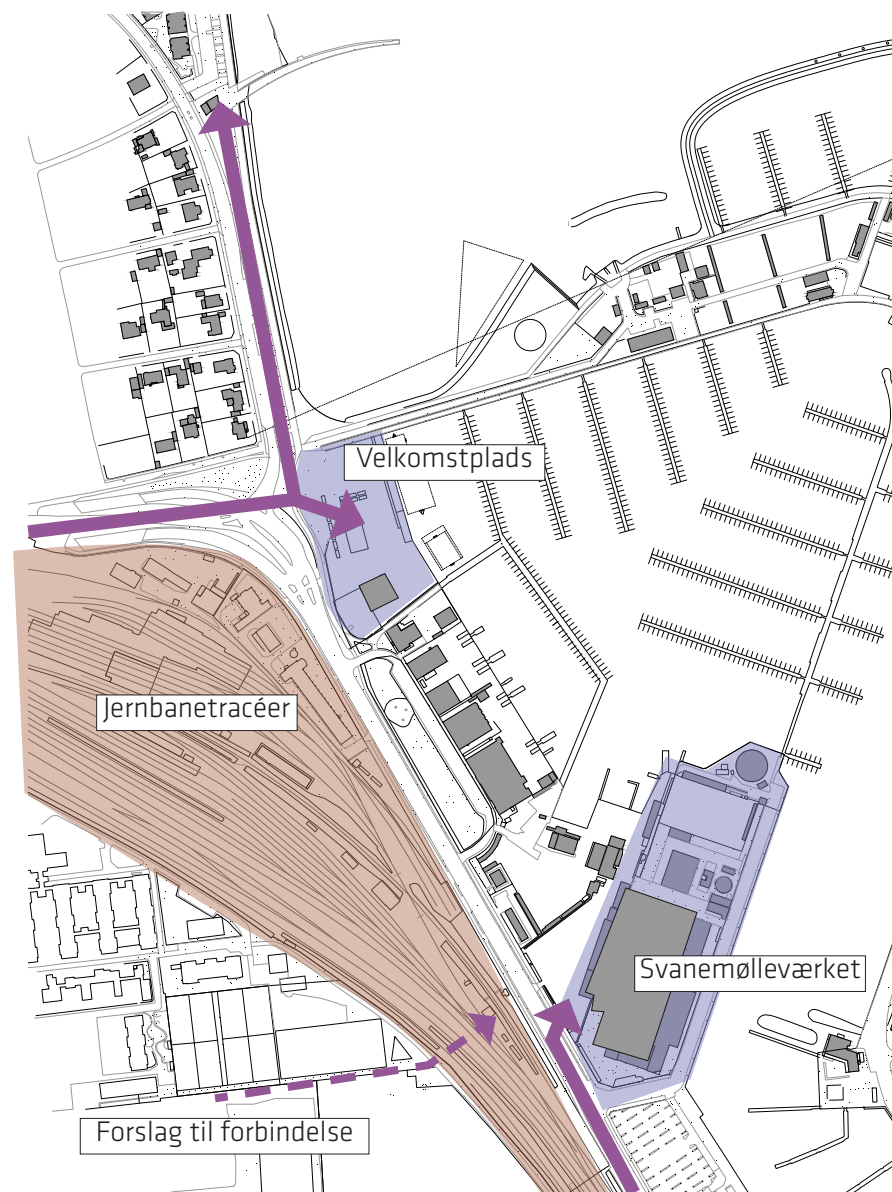 Velkomstplads
Jernbanetracéer
Svanemølleværket
Forslag til forbindelse